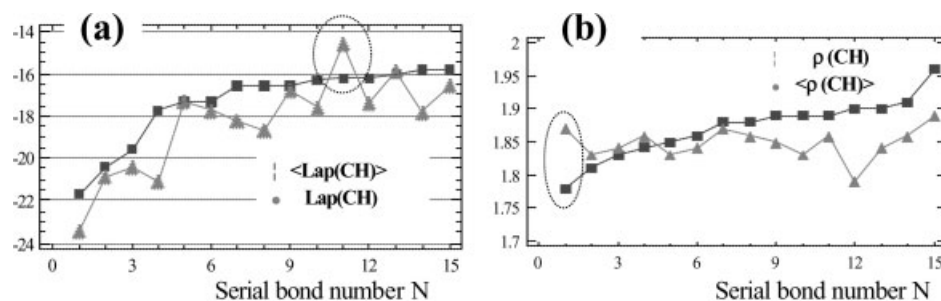 (a)
-14
-16
-18
-20
-22
-24
<Lap(CH)>
Lap(CH)
0 3 6 9 12 15
Serial bond number N
(b)
2
1.95
1.9
1.85
1.8
1.75
1.7
ρ (CH)
<ρ (CH)>
0 3 6 9 12 15
Serial bond number N